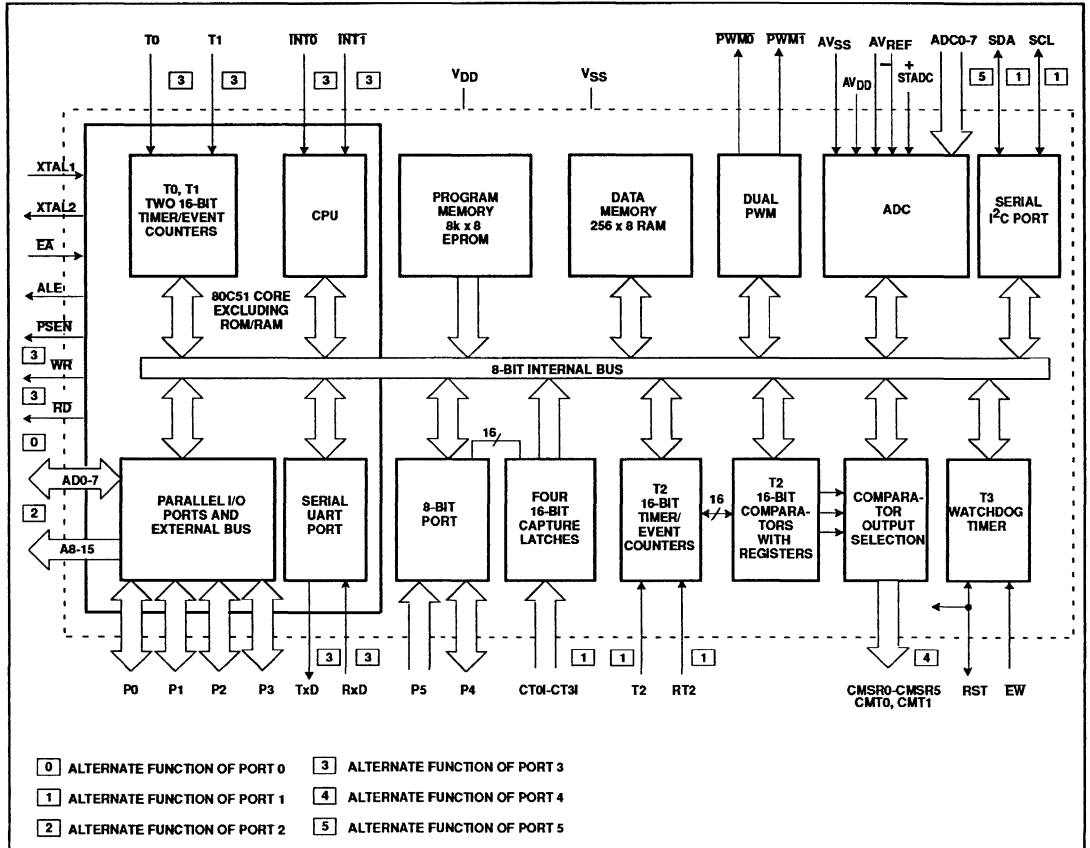 T0 T1 INT0 INT1 PWM0 PWM1 AVSS AVREF ADC0-7 SDA SCL
3 3 3 3 VDD VSS AVDD − + STADC 5 1 1
XTAL1
XTAL2
EA
ALE
PSEN
3
WR
3
RD
0
AD0-7
2
A8-15
T0, T1
TWO 16-BIT
TIMER/EVENT
COUNTERS
CPU
PROGRAM
MEMORY
8k x 8
EPROM
DATA
MEMORY
256 x 8 RAM
DUAL
PWM
ADC
SERIAL
I2C PORT
80C51 CORE
EXCLUDING
ROM/RAM
8-BIT INTERNAL BUS
PARALLEL I/O
PORTS AND
EXTERNAL BUS
SERIAL
UART
PORT
8-BIT
PORT
16
FOUR
16-BIT
CAPTURE
LATCHES
T2
16-BIT
TIMER/
EVENT
COUNTERS
16
T2
16-BIT
COMPARA-
TORS
WITH
REGISTERS
COMPARA-
TOR
OUTPUT
SELECTION
T3
WATCHDOG
TIMER
3 3 1 1 1 4
P0 P1 P2 P3 TxD RxD P5 P4 CT0I-CT3I T2 RT2 CMSR0-CMSR5 RST EW
CMT0, CMT1
0 ALTERNATE FUNCTION OF PORT 0
1 ALTERNATE FUNCTION OF PORT 1
2 ALTERNATE FUNCTION OF PORT 2
3 ALTERNATE FUNCTION OF PORT 3
4 ALTERNATE FUNCTION OF PORT 4
5 ALTERNATE FUNCTION OF PORT 5